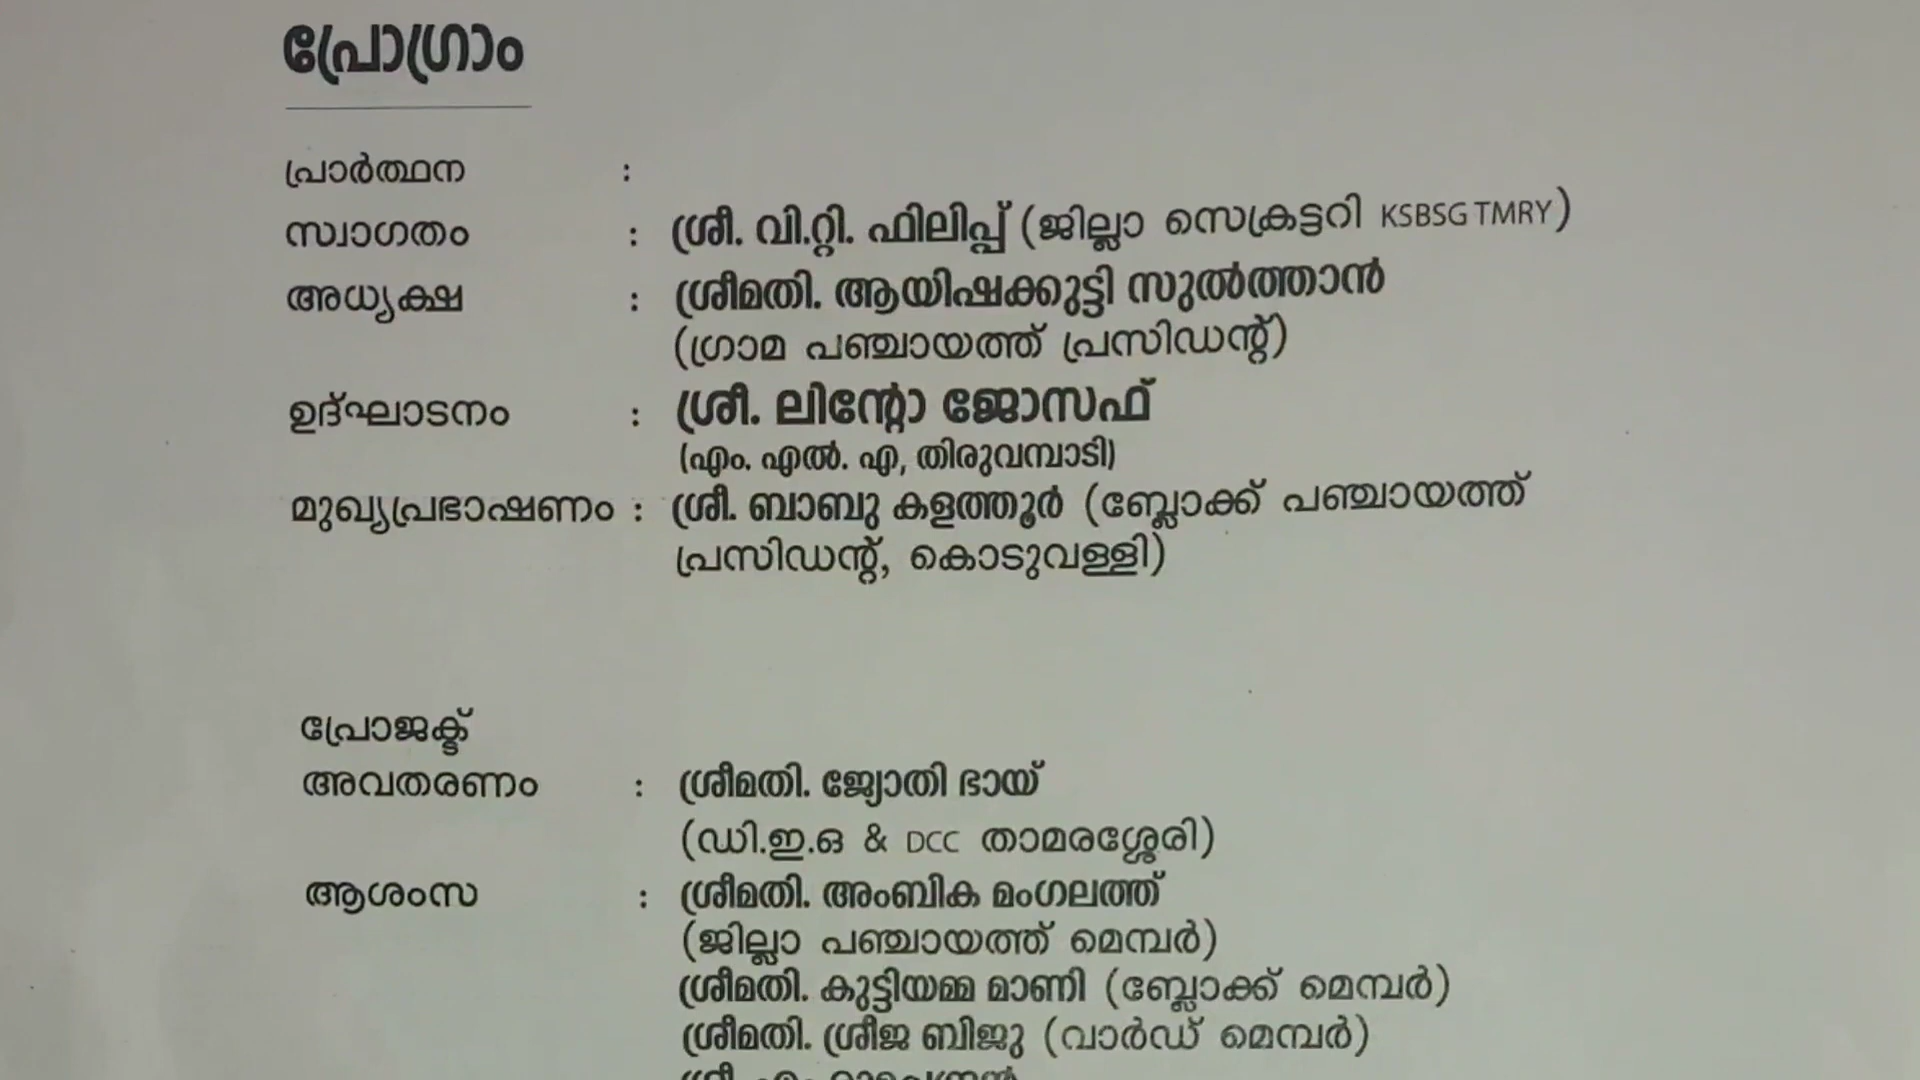 പ്രോഗ്രാം
പ്രാർത്ഥന :
സ്വാഗതം : ശ്രീ. വി.റ്റി. ഫിലിപ്പ് (ജില്ലാ സെക്രട്ടറി KSBSG TMRY)
അധ്യക്ഷ : ശ്രീമതി. ആയിഷക്കുട്ടി സുൽത്താൻ
(ഗ്രാമ പഞ്ചായത്ത് പ്രസിഡന്റ്)
ഉദ്ഘാടനം : ശ്രീ. ലിന്റോ ജോസഫ്
(എം. എൽ. എ, തിരുവമ്പാടി)
മുഖ്യപ്രഭാഷണം : ശ്രീ. ബാബു കളത്തൂർ (ബ്ലോക്ക് പഞ്ചായത്ത്
പ്രസിഡന്റ്, കൊടുവള്ളി)
പ്രോജക്ട്
അവതരണം : ശ്രീമതി. ജ്യോതി ഭായ്
(ഡി.ഇ.ഒ & DCC താമരശ്ശേരി)
ആശംസ : ശ്രീമതി. അംബിക മംഗലത്ത്
(ജില്ലാ പഞ്ചായത്ത് മെമ്പർ)
ശ്രീമതി. കുട്ടിയമ്മ മാണി (ബ്ലോക്ക് മെമ്പർ)
ശ്രീമതി. ശ്രീജ ബിജു (വാർഡ് മെമ്പർ)